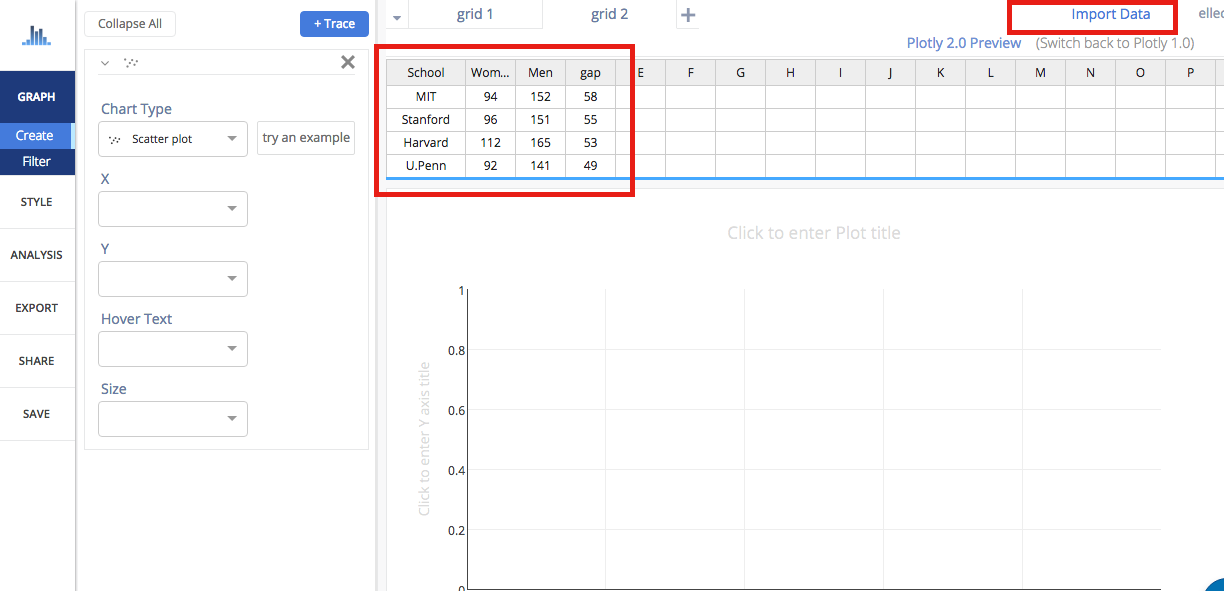 Collapse All
+ Trace
grid 1
grid 2
+
Import Data
Plotly 2.0 Preview (Switch back to Plotly 1.0)
GRAPH
Create
Filter
STYLE
ANALYSIS
EXPORT
SHARE
SAVE
Chart Type
Scatter plot
try an example
X
Y
Hover Text
Size
School Wom... Men gap E F G H I J K L M N O P
MIT 94 152 58
Stanford 96 151 55
Harvard 112 165 53
U.Penn 92 141 49
Click to enter Plot title
Click to enter Y axis title
1
0.8
0.6
0.4
0.2
0